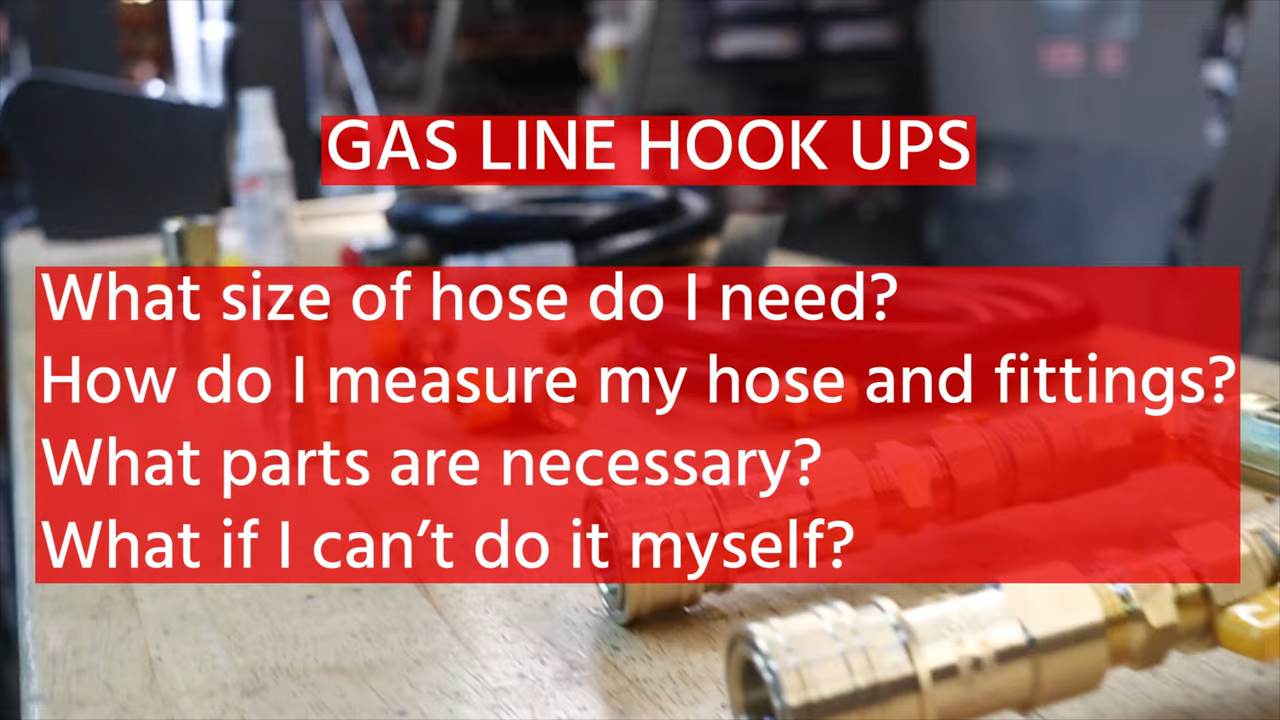 GAS LINE HOOK UPS
What size of hose do I need?
How do I measure my hose and fittings?
What parts are necessary?
What if I can’t do it myself?